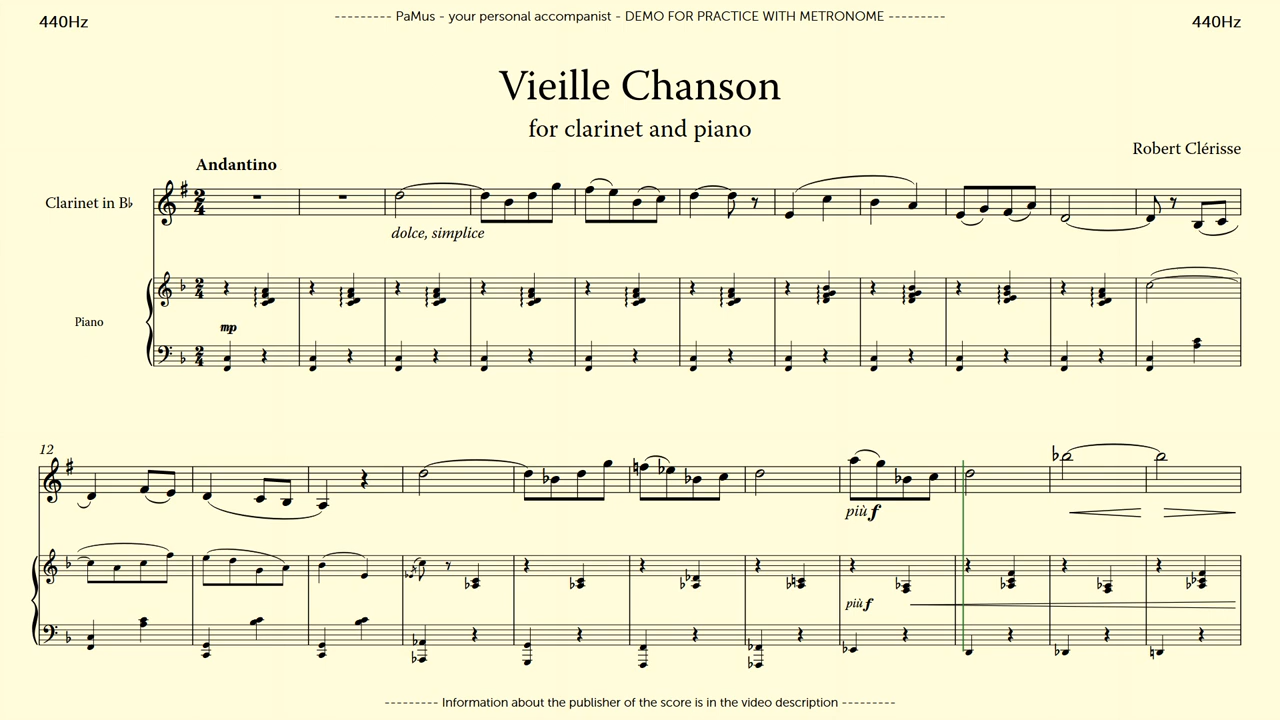 440Hz
--------- PaMus - your personal accompanist - DEMO FOR PRACTICE WITH METRONOME ---------
440Hz
Vieille Chanson
for clarinet and piano
Robert Clérisse
Andantino
Clarinet in B♭
dolce, simplice
Piano
mp
12
più f
più f
--------- Information about the publisher of the score is in the video description ---------